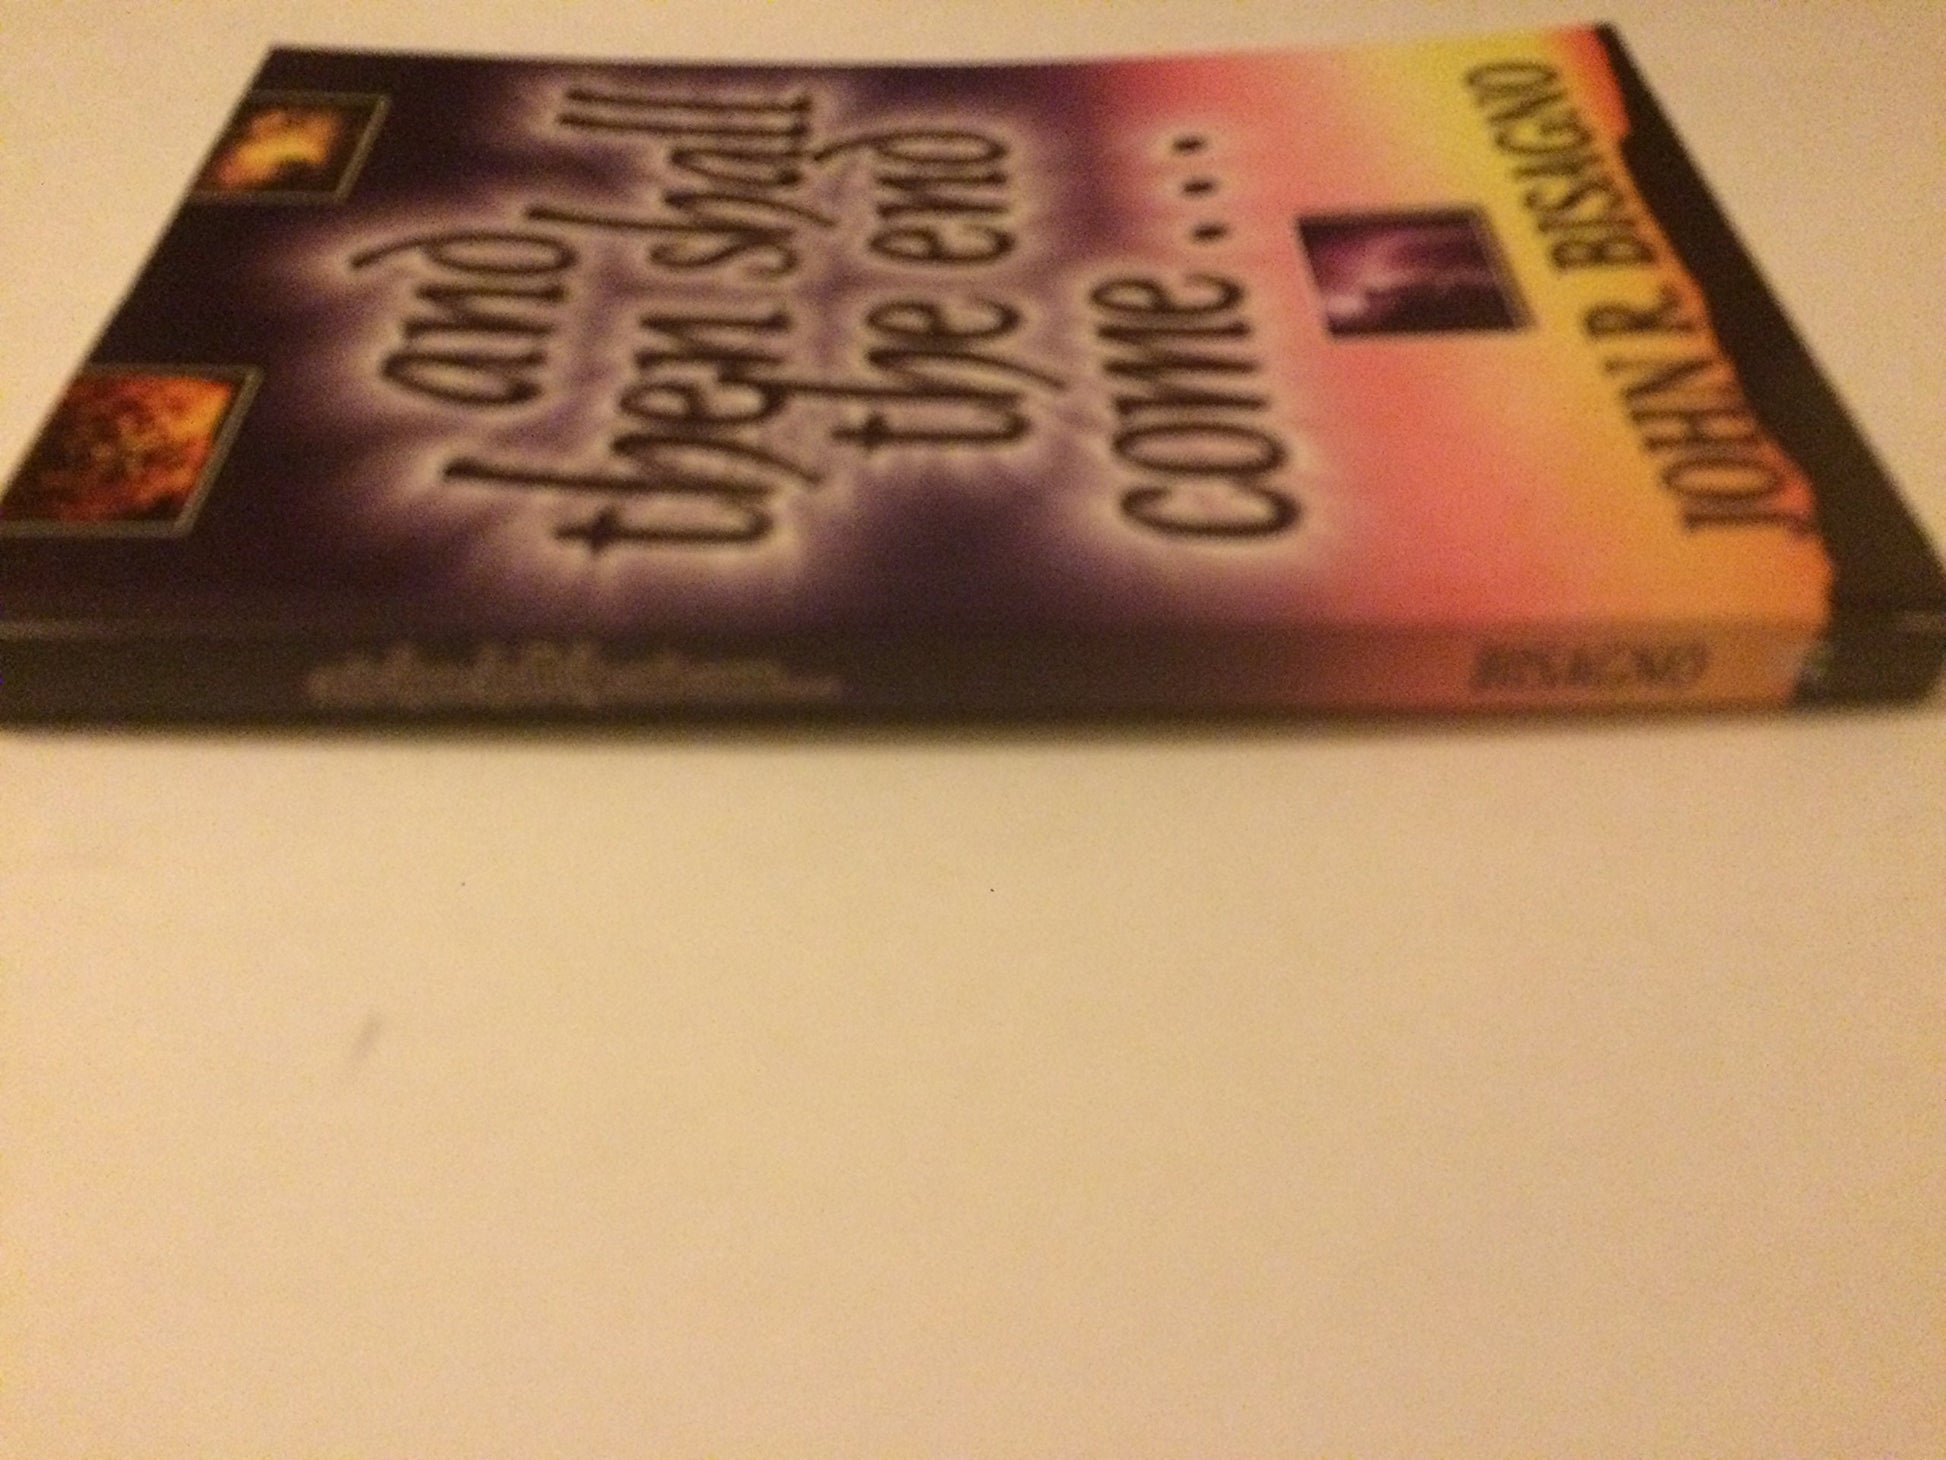 and
then shall
the end
come...
JOHN R. BISAGNO
BISAGNO